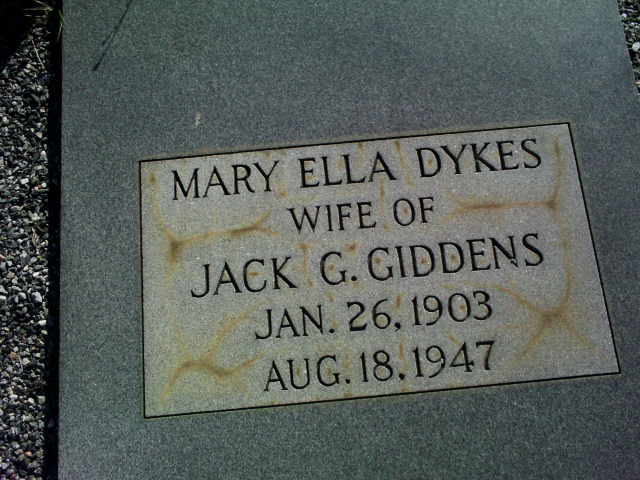 MARY ELLA DYKES
WIFE OF
JACK G. GIDDENS
JAN. 26, 1903
AUG. 18, 1947